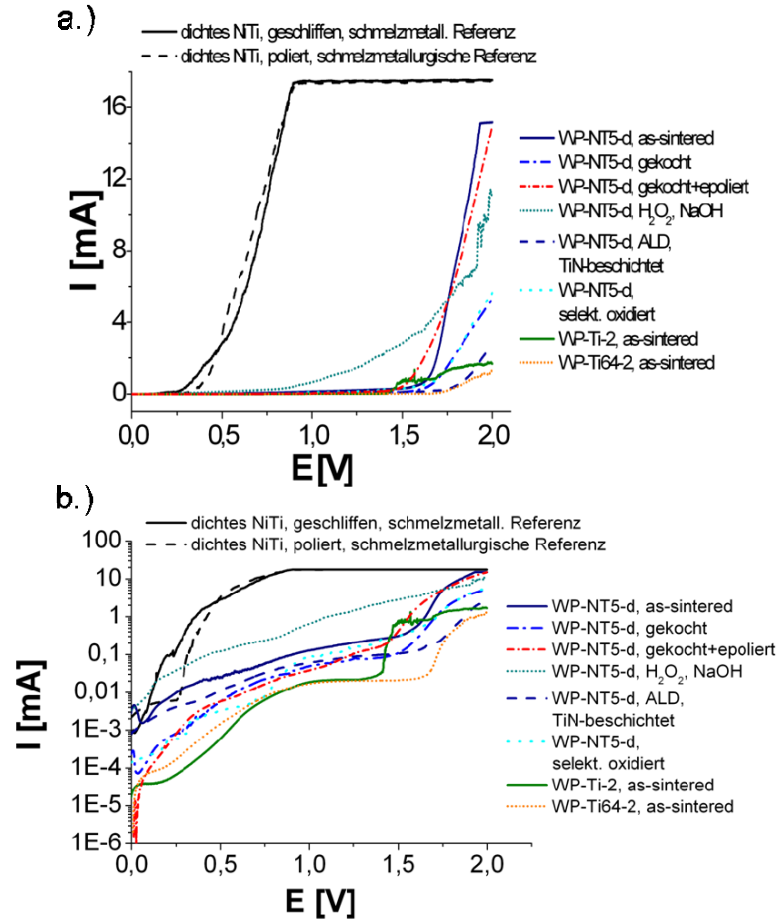 a.)
dichtes NiTi, geschliffen, schmelzmetall. Referenz
dichtes NiTi, poliert, schmelzmetallurgische Referenz
16
12
8
4
0
I [mA]
0,0 0,5 1,0 1,5 2,0
E [V]
WP-NT5-d, as-sintered
WP-NT5-d, gekocht
WP-NT5-d, gekocht+epoliert
WP-NT5-d, H₂O₂, NaOH
WP-NT5-d, ALD,
TiN-beschichtet
WP-NT5-d,
selekt. oxidiert
WP-Ti-2, as-sintered
WP-Ti64-2, as-sintered
b.)
dichtes NiTi, geschliffen, schmelzmetall. Referenz
dichtes NiTi, poliert, schmelzmetallurgische Referenz
100
10
1
0,1
0,01
1E-3
1E-4
1E-5
1E-6
I [mA]
0,0 0,5 1,0 1,5 2,0
E [V]
WP-NT5-d, as-sintered
WP-NT5-d, gekocht
WP-NT5-d, gekocht+epoliert
WP-NT5-d, H₂O₂, NaOH
WP-NT5-d, ALD,
TiN-beschichtet
WP-NT5-d,
selekt. oxidiert
WP-Ti-2, as-sintered
WP-Ti64-2, as-sintered